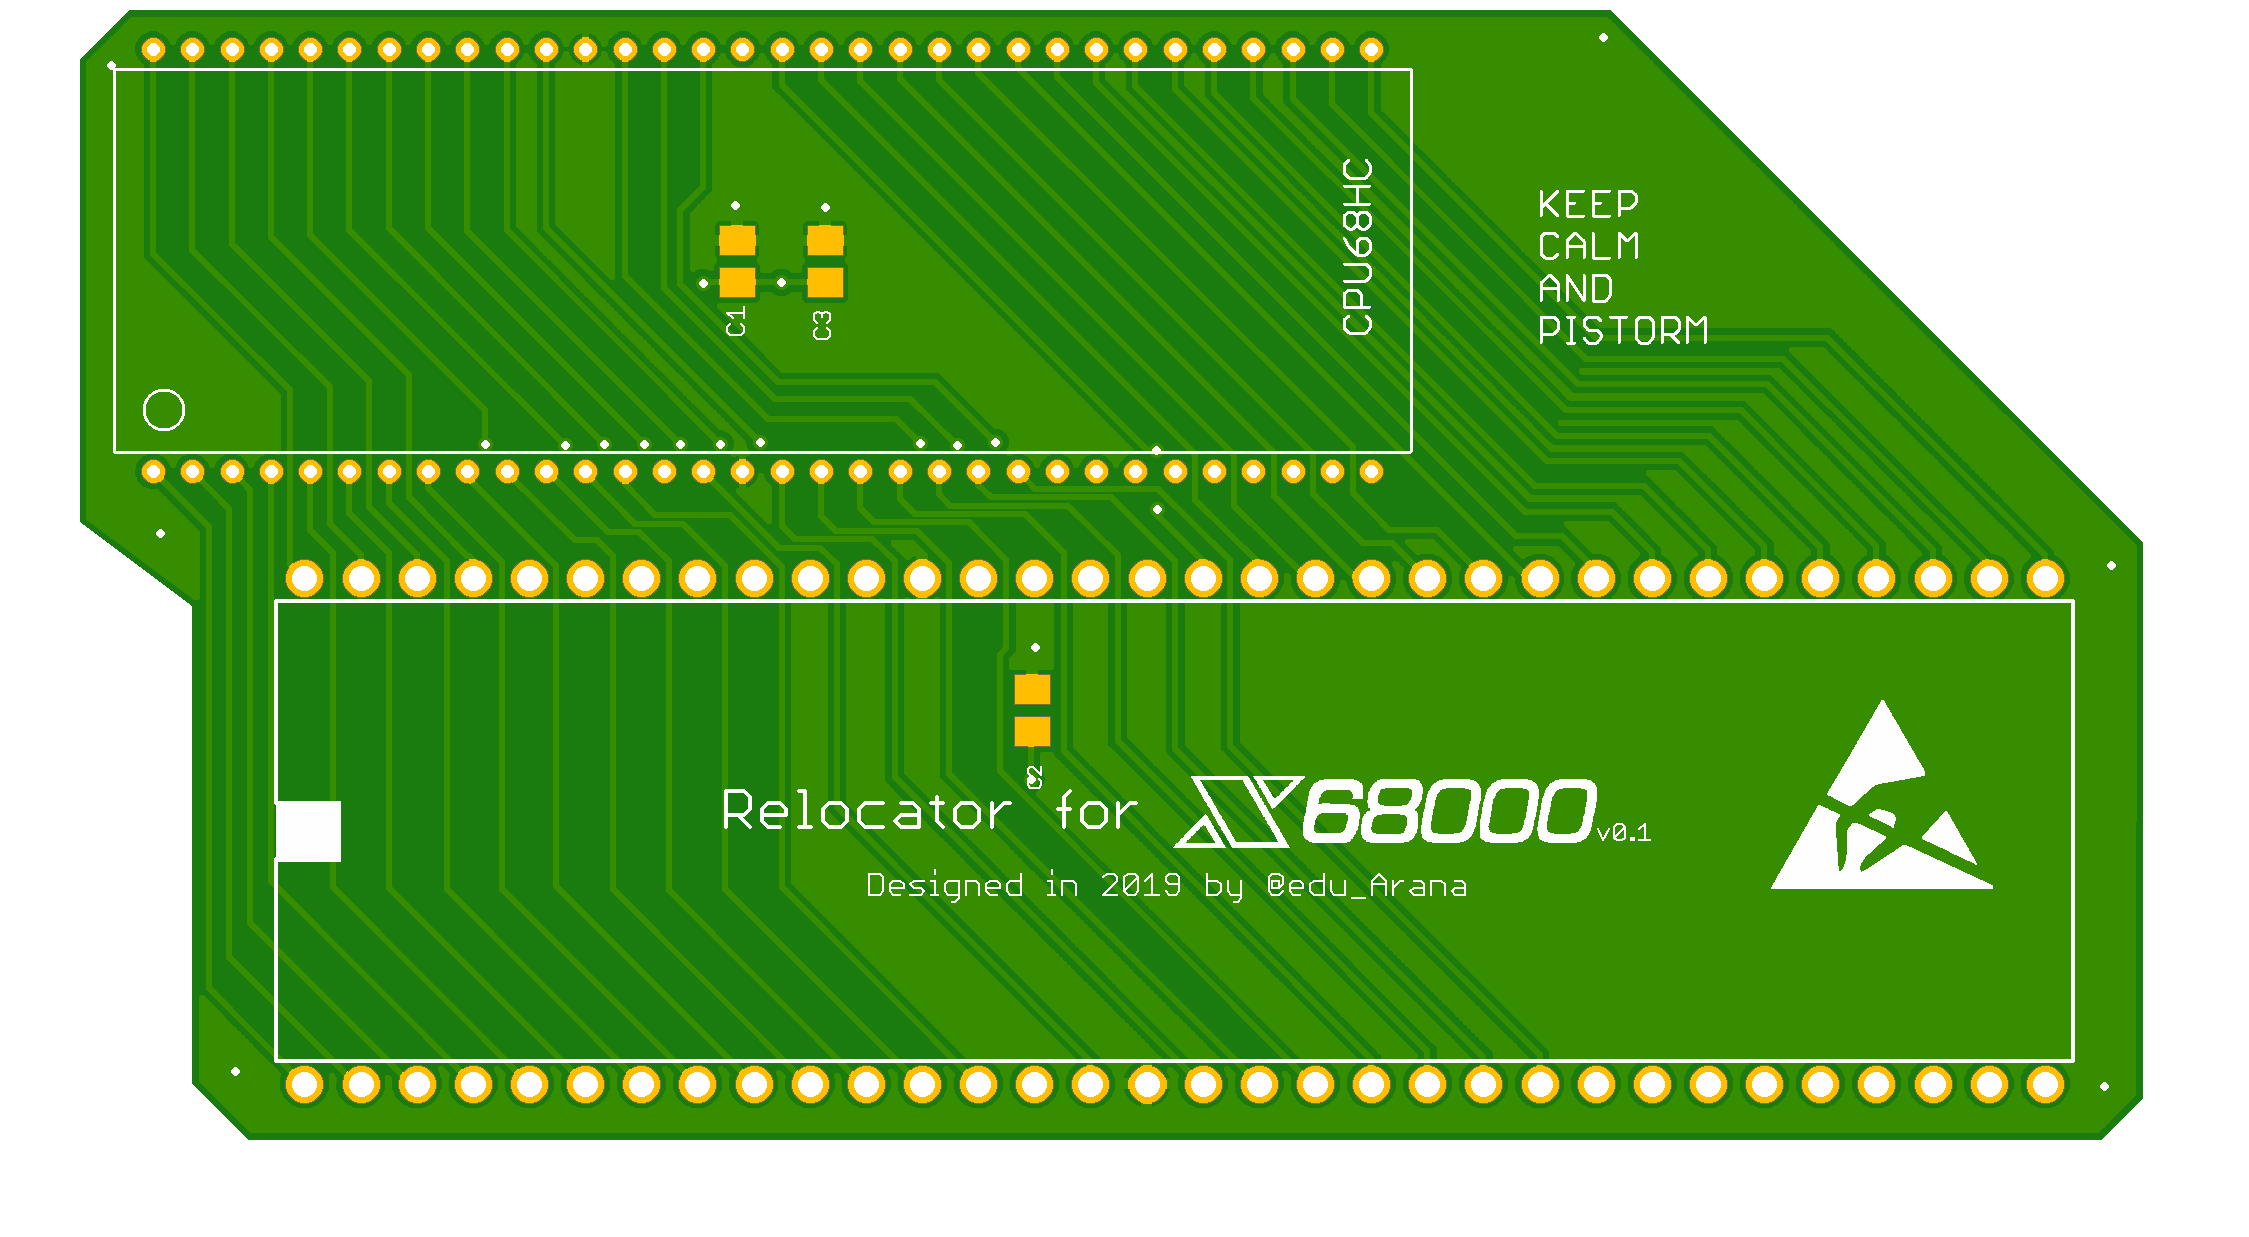 CPU68HC
KEEP
CALM
AND
PISTORM
C1
C3
C2
Relocator for X68000 v0.1
Designed in 2019 by @edu_Arana